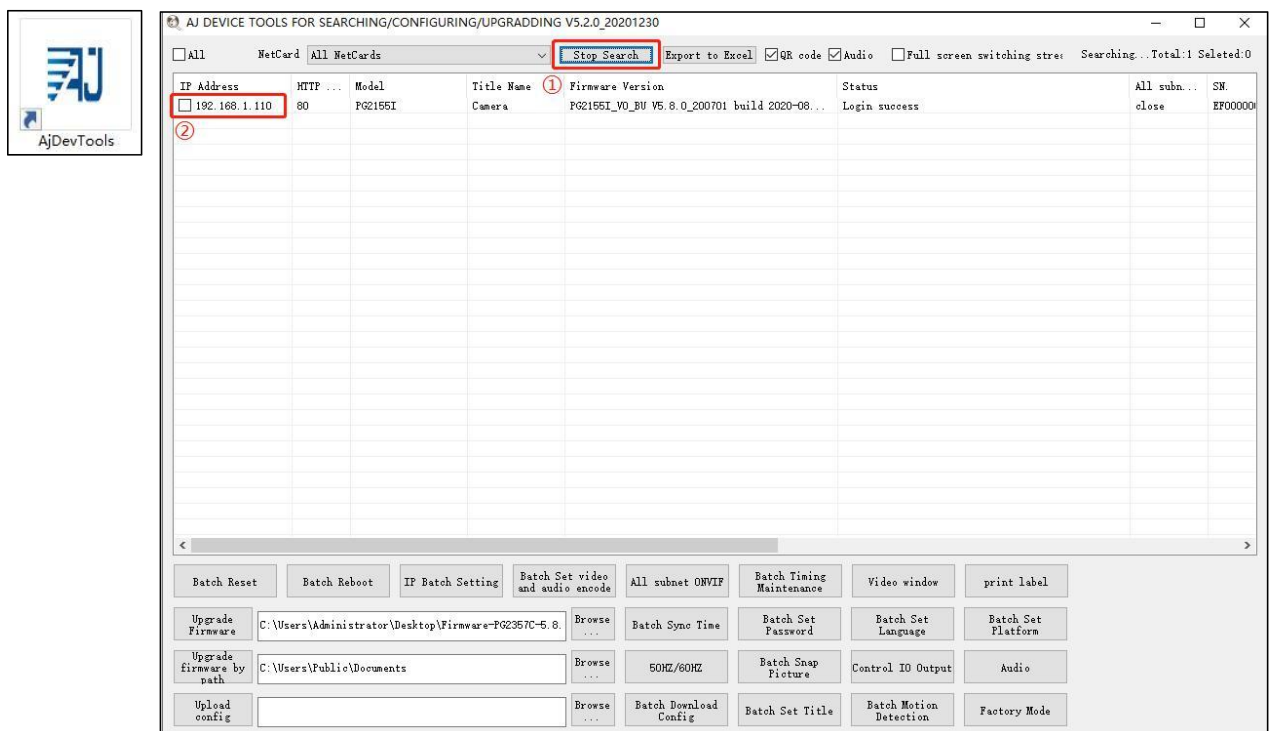 AJ
AjDevTools
AJ DEVICE TOOLS FOR SEARCHING/CONFIGURING/UPGRADDING V5.2.0_20201230
All NetCard All NetCards Stop Search Export to Excel QR code Audio Full screen switching stre Searching...Total:1 Seleted:0
①
IP Address HTTP ... Model Title Name Firmware Version Status All subn... SN.
192.168.1.110 80 PG2155I Camera PG2155I_VO_BU V5.8.0_200701 build 2020-08... Login success close EF00000
②
Batch Reset Batch Reboot IP Batch Setting Batch Set video and audio encode All subnet ONVIF Batch Timing Maintenance Video window print label
Upgrade Firmware C:\Users\Administrator\Desktop\Firmware-PG2357C-5.8. Browse ... Batch Sync Time Batch Set Password Batch Set Language Batch Set Platform
Upgrade firmware by path C:\Users\Public\Documents Browse ... 50HZ/60HZ Batch Snap Picture Control IO Output Audio
Upload config Browse ... Batch Download Config Batch Set Title Batch Motion Detection Factory Mode